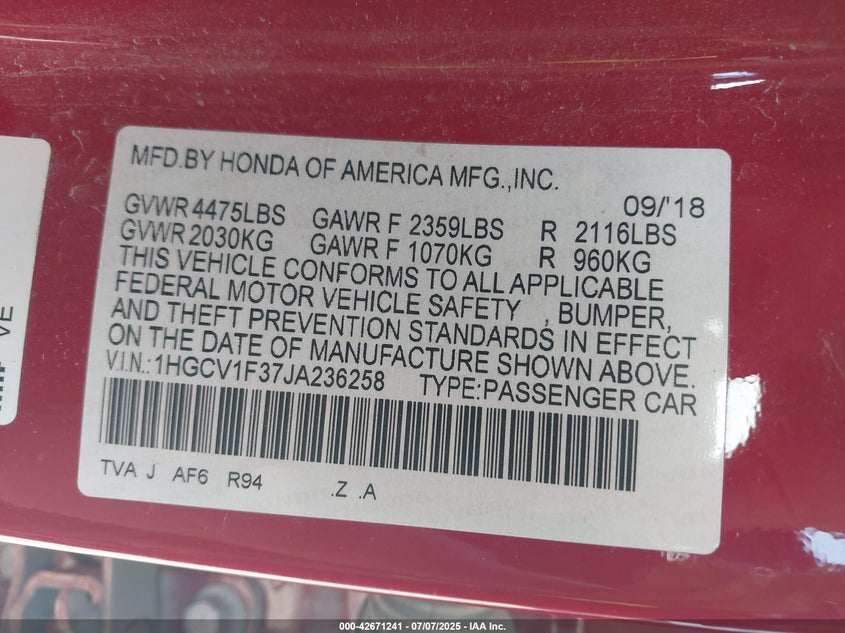 MFD.BY HONDA OF AMERICA MFG.,INC.
09/'18
GVWR 4475LBS GAWR F 2359LBS R 2116LBS
GVWR 2030KG GAWR F 1070KG R 960KG
THIS VEHICLE CONFORMS TO ALL APPLICABLE
FEDERAL MOTOR VEHICLE SAFETY , BUMPER,
AND THEFT PREVENTION STANDARDS IN EFFECT
ON THE DATE OF MANUFACTURE SHOWN ABOVE.
V.I.N.:1HGCV1F37JA236258 TYPE:PASSENGER CAR
TVA J AF6 R94 .Z .A
VE
000-42671241 - 07/07/2025 - IAA Inc.